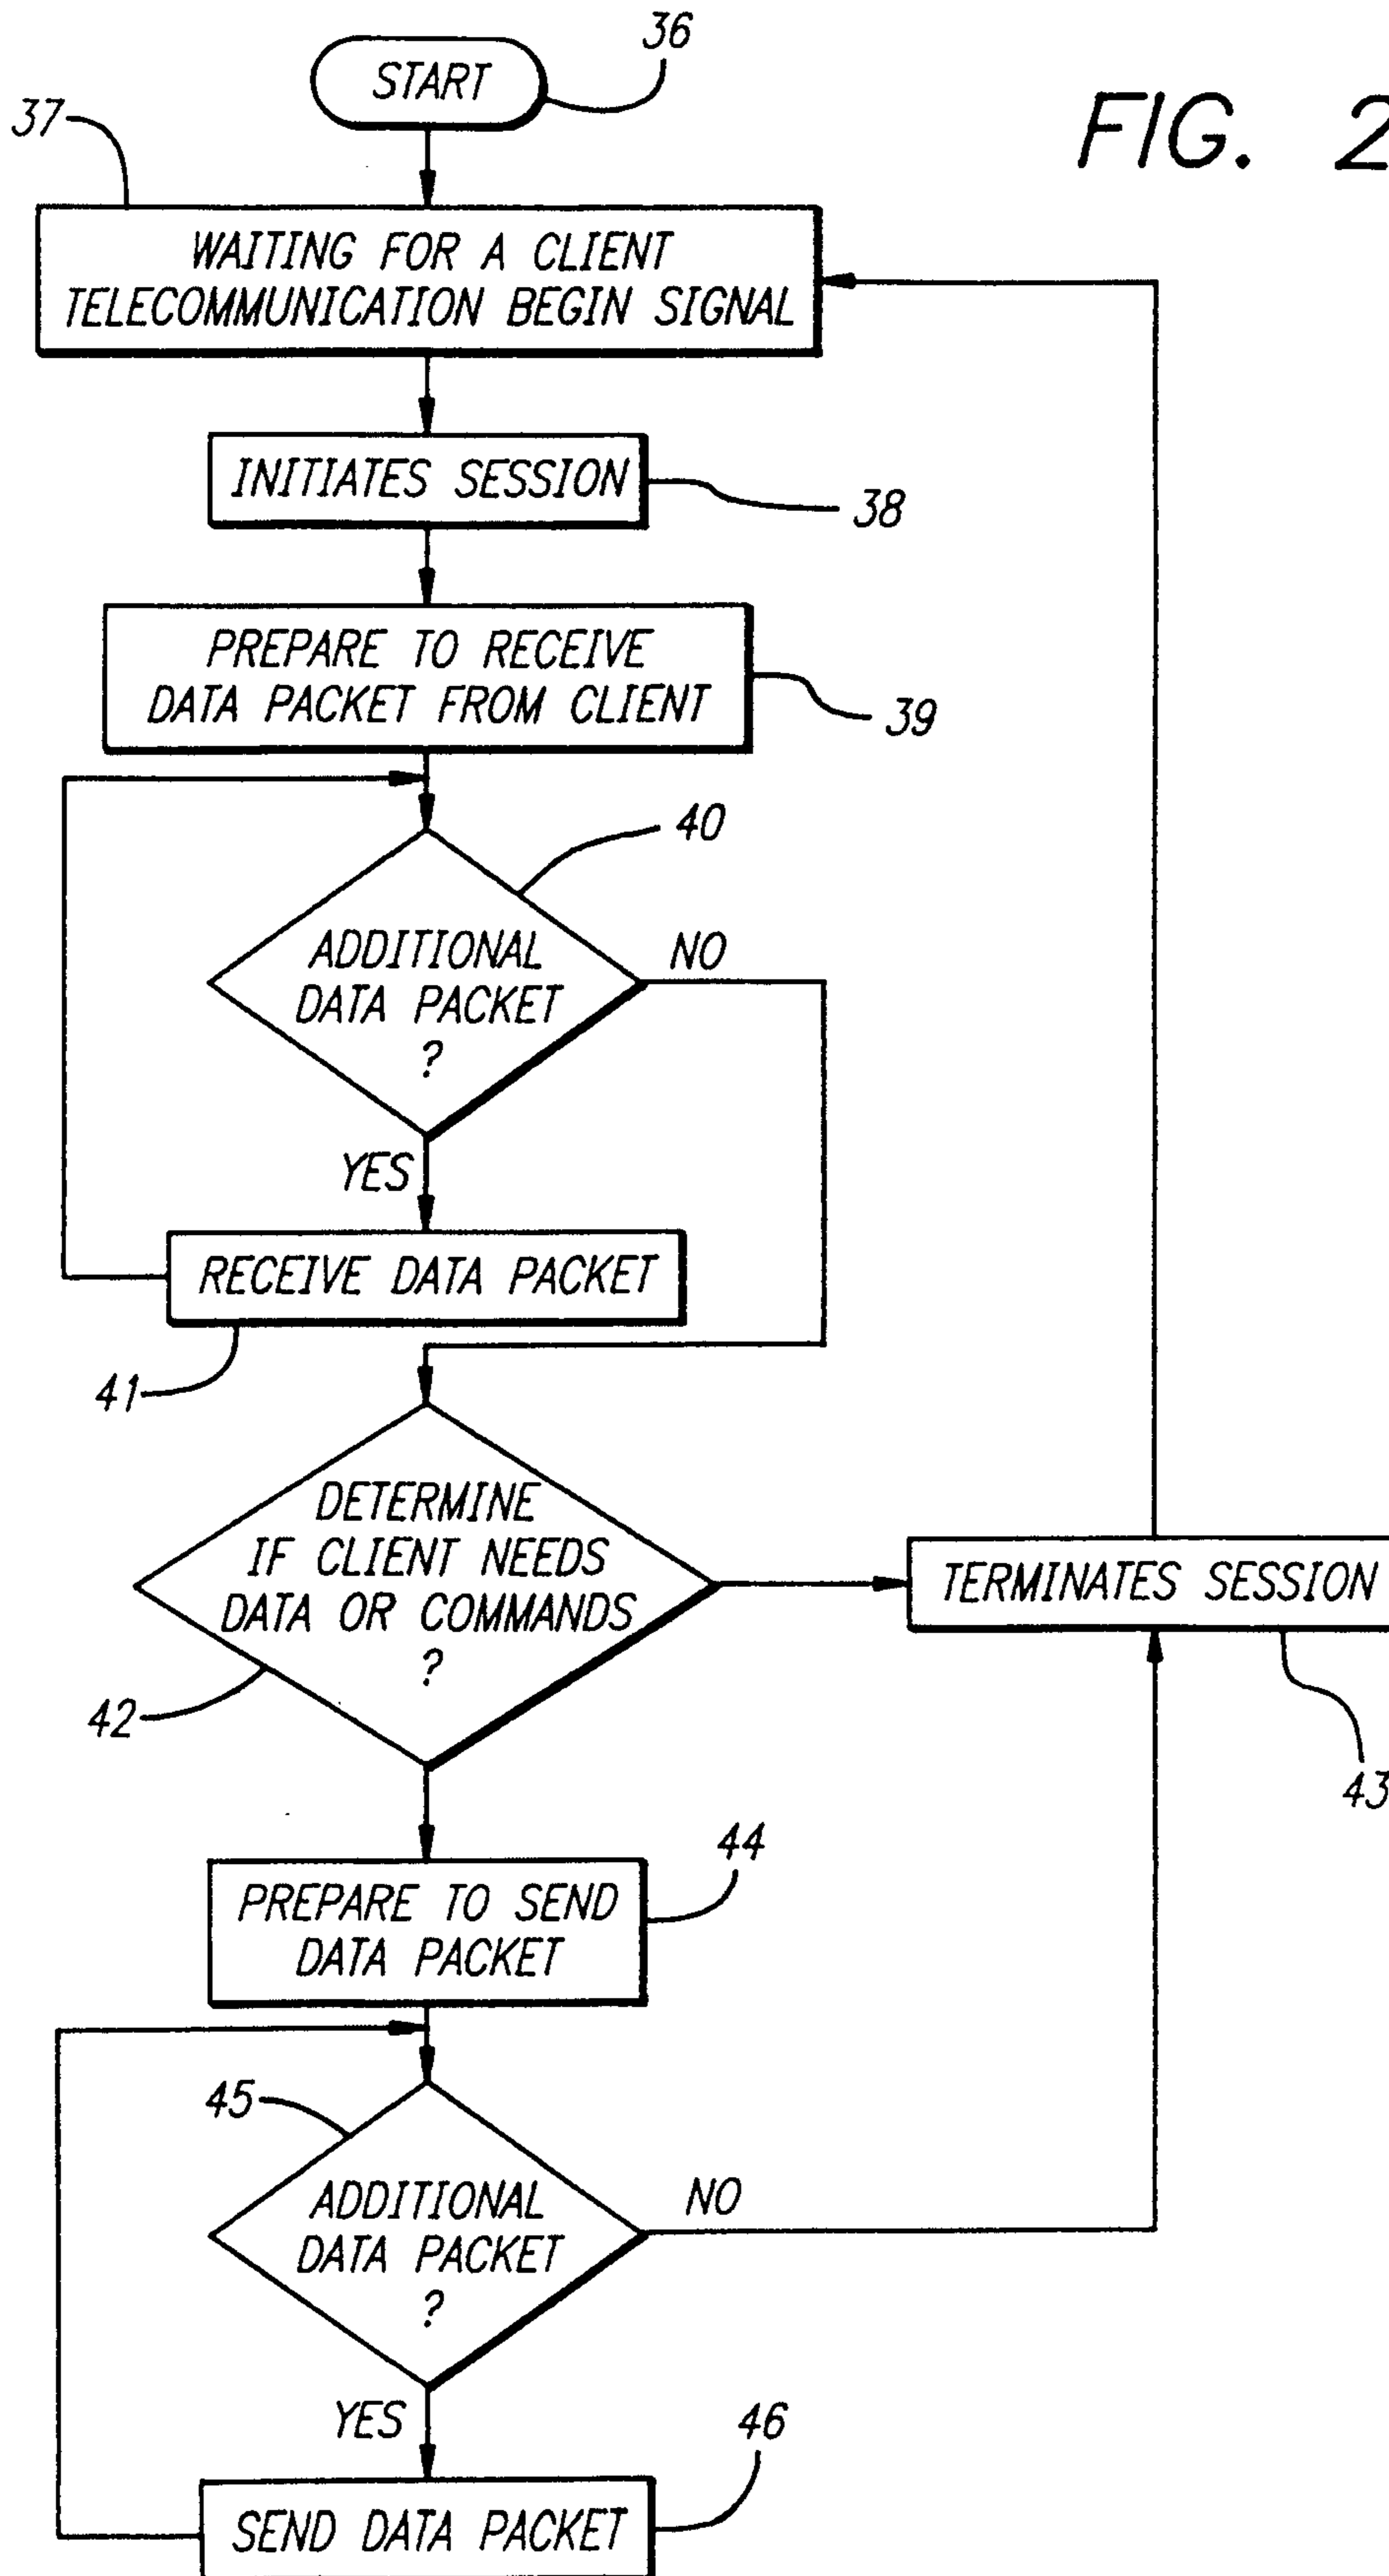 36
START
FIG. 2
37
WAITING FOR A CLIENT
TELECOMMUNICATION BEGIN SIGNAL
INITIATES SESSION
38
PREPARE TO RECEIVE
DATA PACKET FROM CLIENT
39
40
ADDITIONAL
DATA PACKET
?
NO
YES
RECEIVE DATA PACKET
41
DETERMINE
IF CLIENT NEEDS
DATA OR COMMANDS
?
42
TERMINATES SESSION
43
44
PREPARE TO SEND
DATA PACKET
45
ADDITIONAL
DATA PACKET
?
NO
YES
46
SEND DATA PACKET